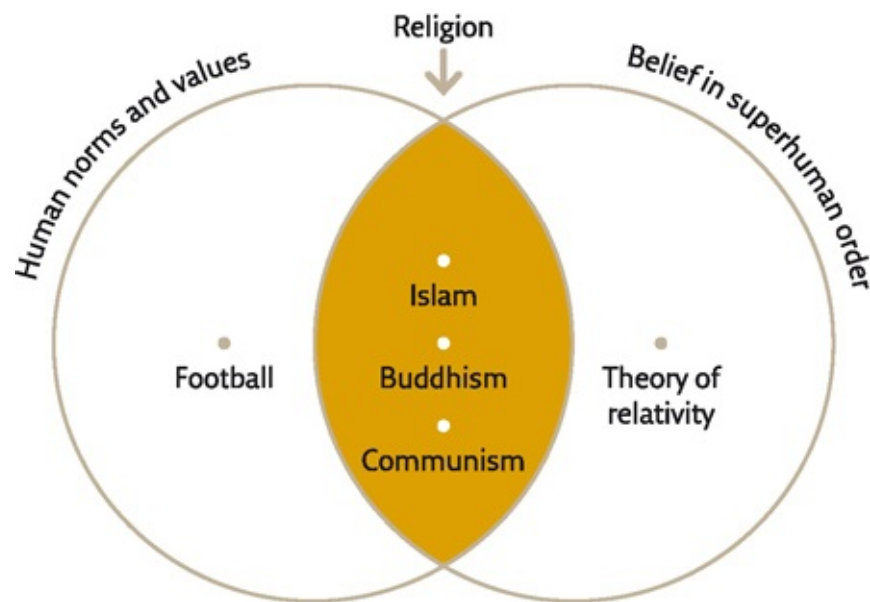 Religion
Human norms and values
Belief in superhuman order
Islam
Football
Buddhism
Theory of
relativity
Communism